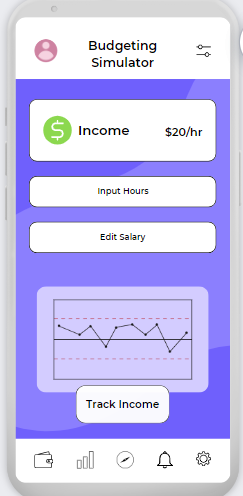 Budgeting
Simulator
Income $20/hr
Input Hours
Edit Salary
Track Income